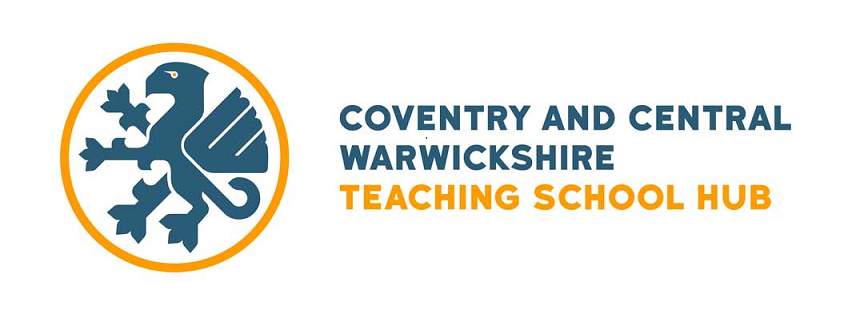 COVENTRY AND CENTRAL
WARWICKSHIRE
TEACHING SCHOOL HUB